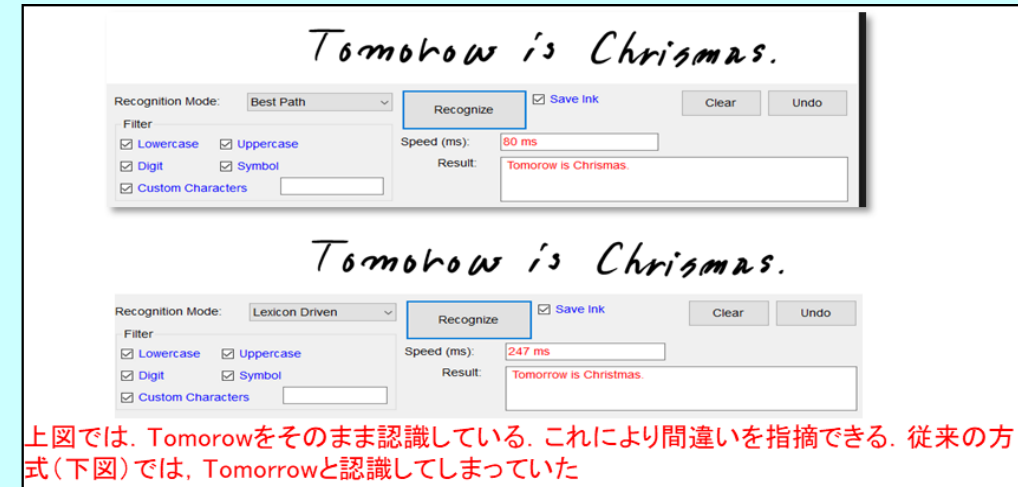 Tomorow is Chrismas.
Recognition Mode: Best Path Recognize Save Ink Clear Undo
Filter
Lowercase Uppercase Speed (ms): 80 ms
Digit Symbol Result: Tomorow is Chrismas.
Custom Characters
Tomorow is Chrismas.
Recognition Mode: Lexicon Driven Recognize Save Ink Clear Undo
Filter
Lowercase Uppercase Speed (ms): 247 ms
Digit Symbol Result: Tomorrow is Christmas.
Custom Characters
上図では．Tomorowをそのまま認識している．これにより間違いを指摘できる．従来の方
式(下図)では，Tomorrowと認識してしまっていた